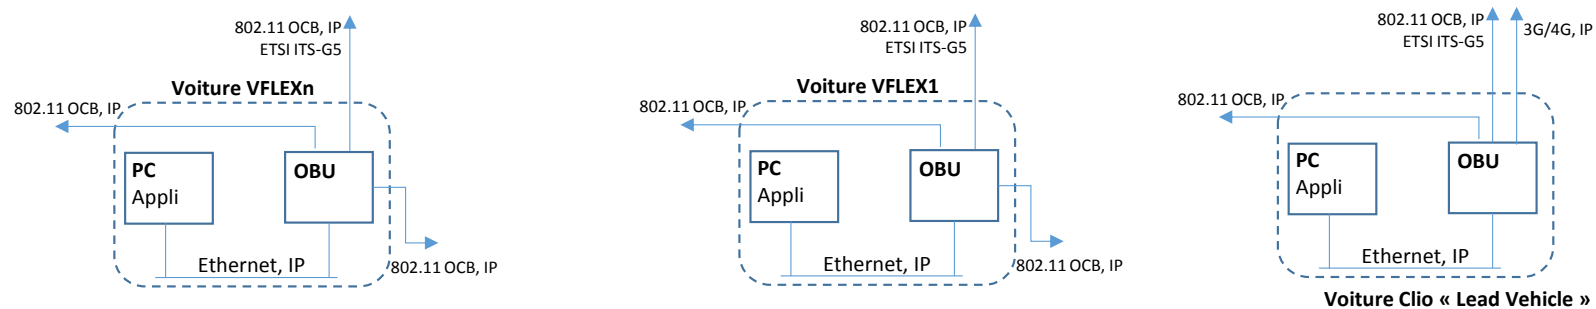 802.11 OCB, IP
ETSI ITS-G5
Voiture VFLEXn
802.11 OCB, IP
PC
Appli
OBU
Ethernet, IP
802.11 OCB, IP
802.11 OCB, IP
ETSI ITS-G5
Voiture VFLEX1
802.11 OCB, IP
PC
Appli
OBU
Ethernet, IP
802.11 OCB, IP
802.11 OCB, IP
ETSI ITS-G5
3G/4G, IP
802.11 OCB, IP
PC
Appli
OBU
Ethernet, IP
Voiture Clio « Lead Vehicle »